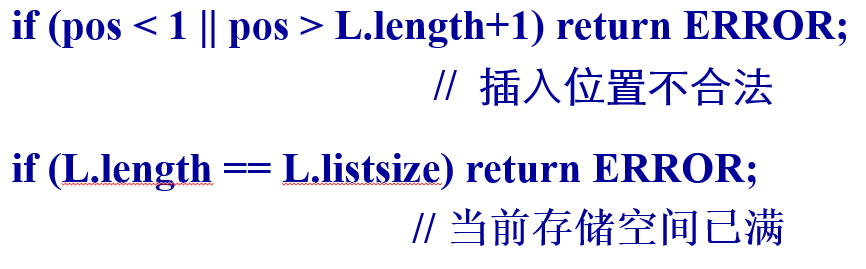 if (pos < 1 || pos > L.length+1) return ERROR;
// 插入位置不合法
if (L.length == L.listsize) return ERROR;
// 当前存储空间已满